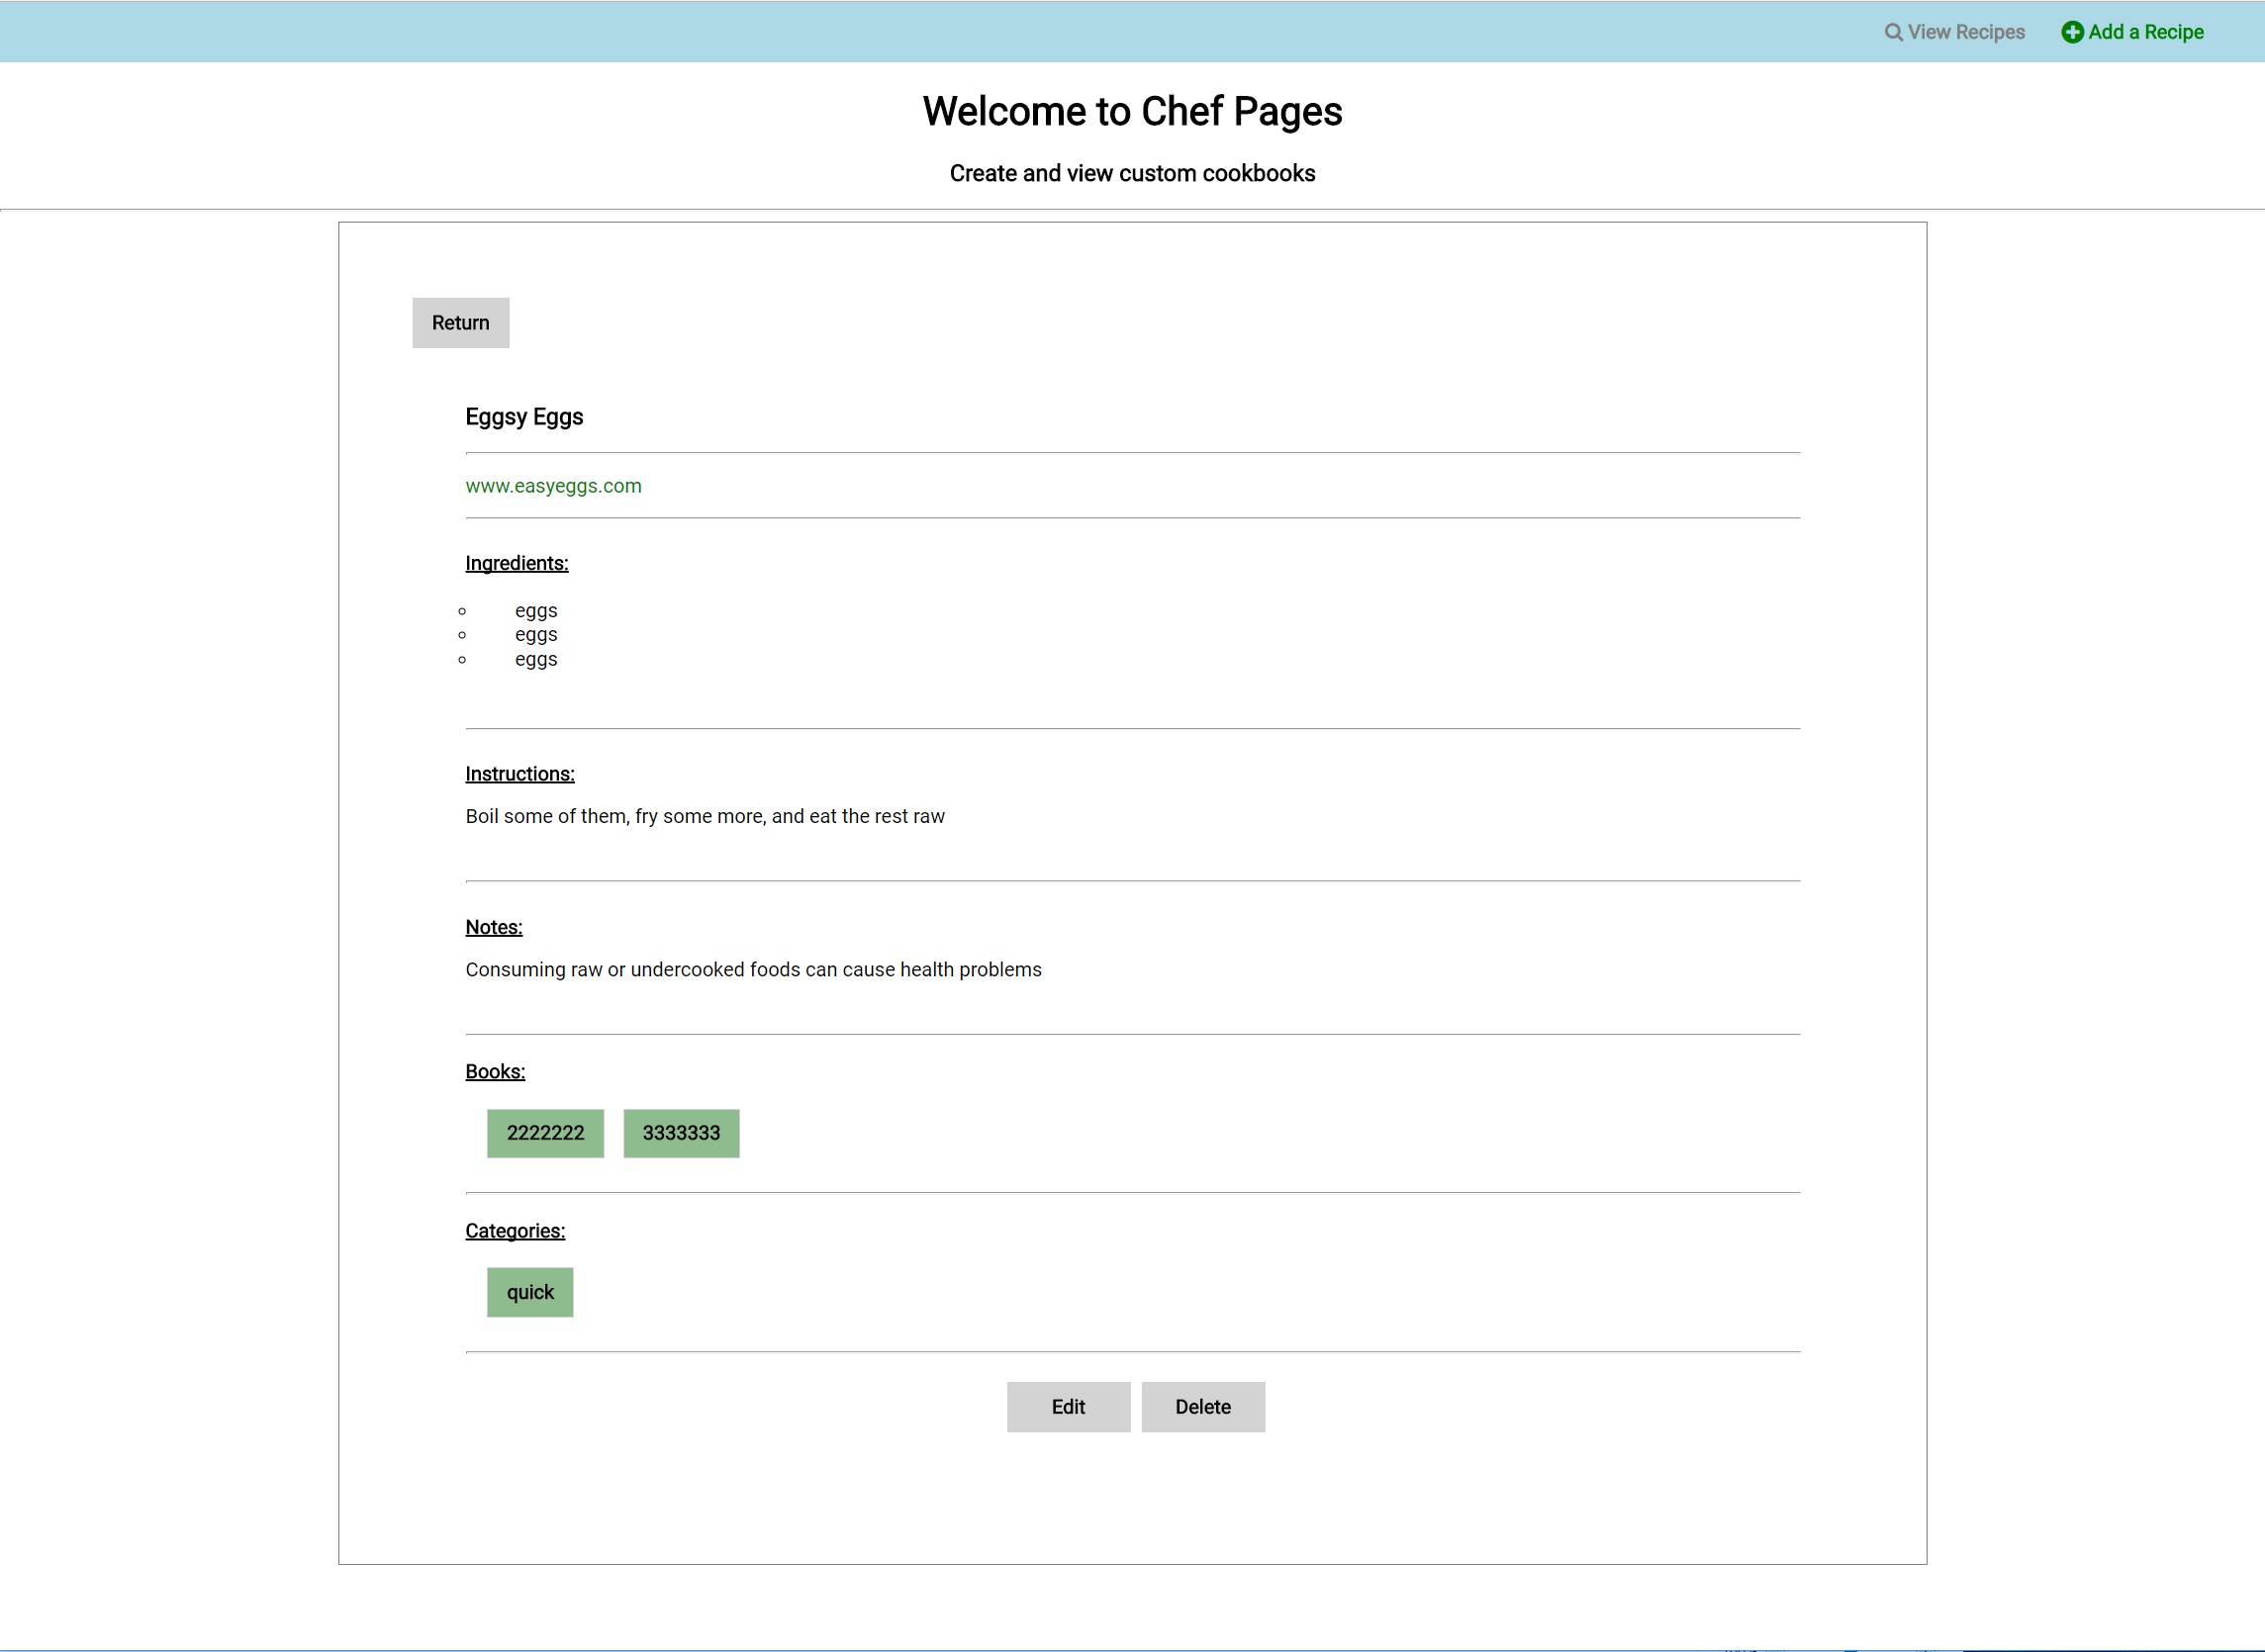 View Recipes Add a Recipe
Welcome to Chef Pages
Create and view custom cookbooks
Return
Eggsy Eggs
www.easyeggs.com
Ingredients:
eggs
eggs
eggs
Instructions:
Boil some of them, fry some more, and eat the rest raw
Notes:
Consuming raw or undercooked foods can cause health problems
Books:
2222222 3333333
Categories:
quick
Edit Delete